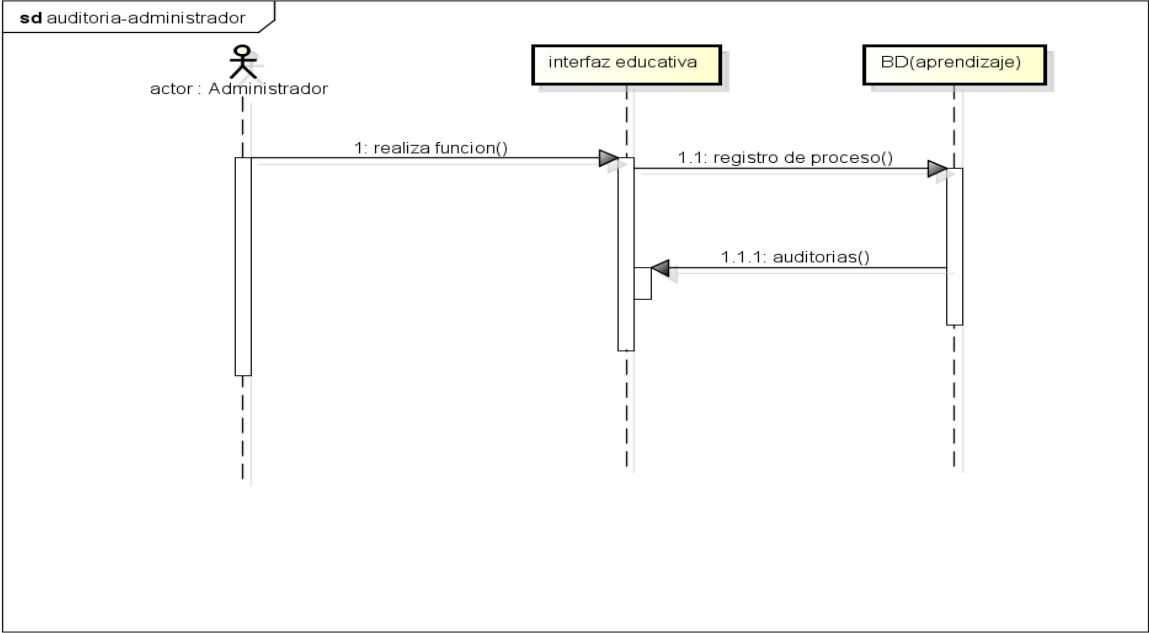 sd auditoria-administrador
actor : Administrador
interfaz educativa
BD(aprendizaje)
1: realiza funcion()
1.1: registro de proceso()
1.1.1: auditorias()